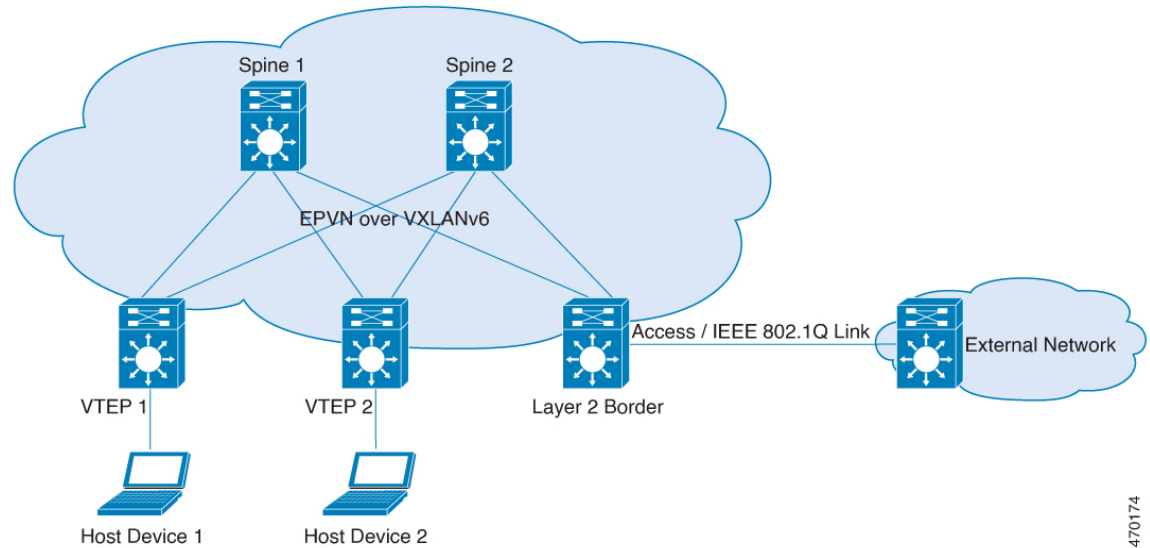 Spine 1
Spine 2
EPVN over VXLANv6
Access / IEEE 802.1Q Link
External Network
VTEP 1
VTEP 2
Layer 2 Border
Host Device 1
Host Device 2
470174